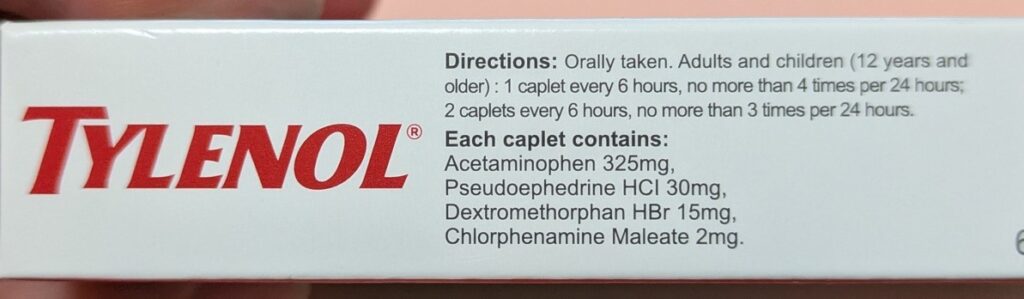 TYLENOL®
Directions: Orally taken. Adults and children (12 years and
older) : 1 caplet every 6 hours, no more than 4 times per 24 hours;
2 caplets every 6 hours, no more than 3 times per 24 hours.
Each caplet contains:
Acetaminophen 325mg,
Pseudoephedrine HCl 30mg,
Dextromethorphan HBr 15mg,
Chlorphenamine Maleate 2mg.